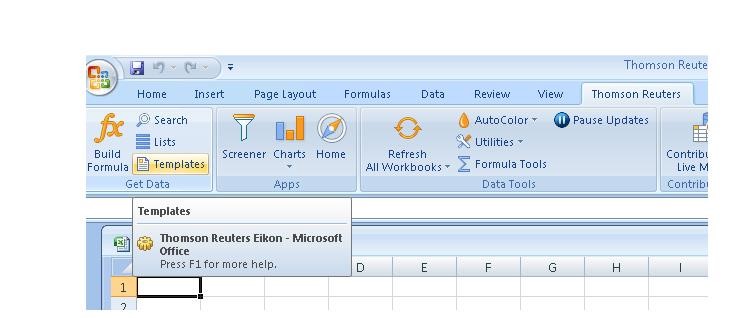 Thomson Reute
Home Insert Page Layout Formulas Data Review View Thomson Reuters
Search AutoColor Pause Updates
Lists Utilities
Build Formula Templates Screener Charts Home Refresh All Workbooks Formula Tools Contribu Live M
Get Data Apps Data Tools Contribu
Templates
Thomson Reuters Eikon - Microsoft
Office
Press F1 for more help.
D E F G H I
1
2